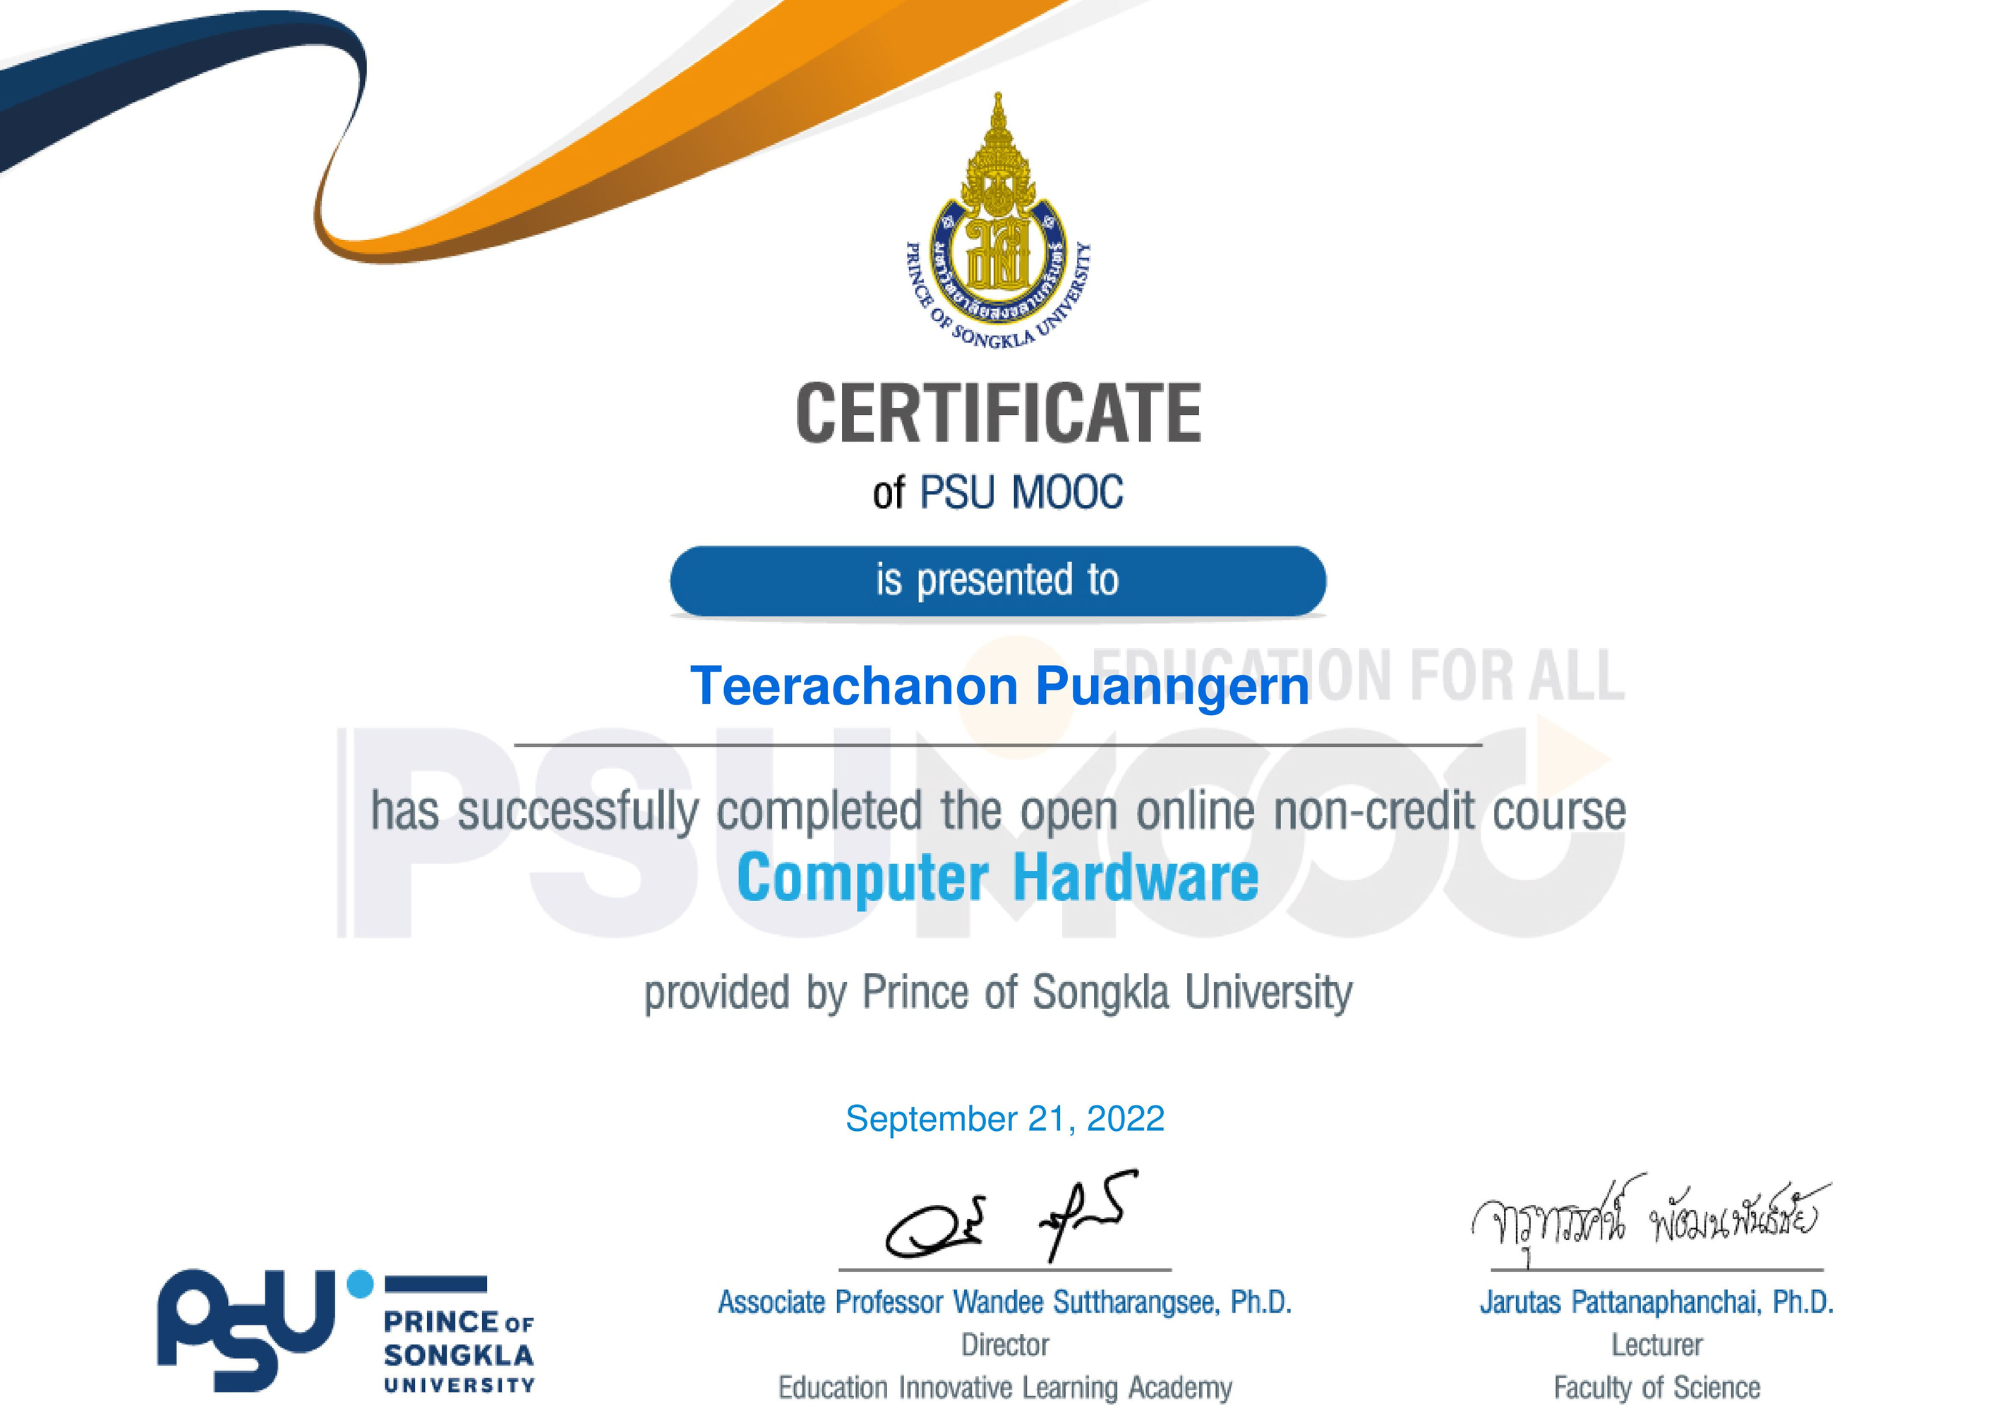 มหาวิทยาลัยสงขลานครินทร์
PRINCE OF SONGKLA UNIVERSITY
CERTIFICATE
of PSU MOOC
is presented to
EDUCATION FOR ALL
Teerachanon Puanngern
PSUMOOC
has successfully completed the open online non-credit course
Computer Hardware
provided by Prince of Songkla University
September 21, 2022
จารุทรรศน์ พัฒนพันธ์ชัย
PSU
PRINCE OF
SONGKLA
UNIVERSITY
Associate Professor Wandee Suttharangsee, Ph.D.
Director
Education Innovative Learning Academy
Jarutas Pattanaphanchai, Ph.D.
Lecturer
Faculty of Science